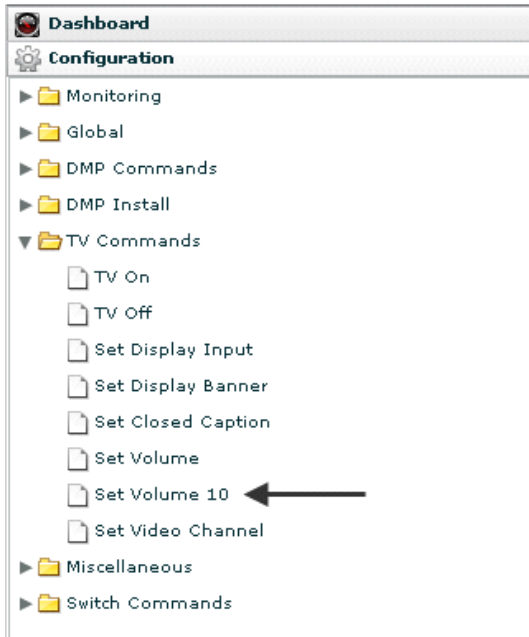 Dashboard
Configuration
Monitoring
Global
DMP Commands
DMP Install
TV Commands
TV On
TV Off
Set Display Input
Set Display Banner
Set Closed Caption
Set Volume
Set Volume 10
Set Video Channel
Miscellaneous
Switch Commands